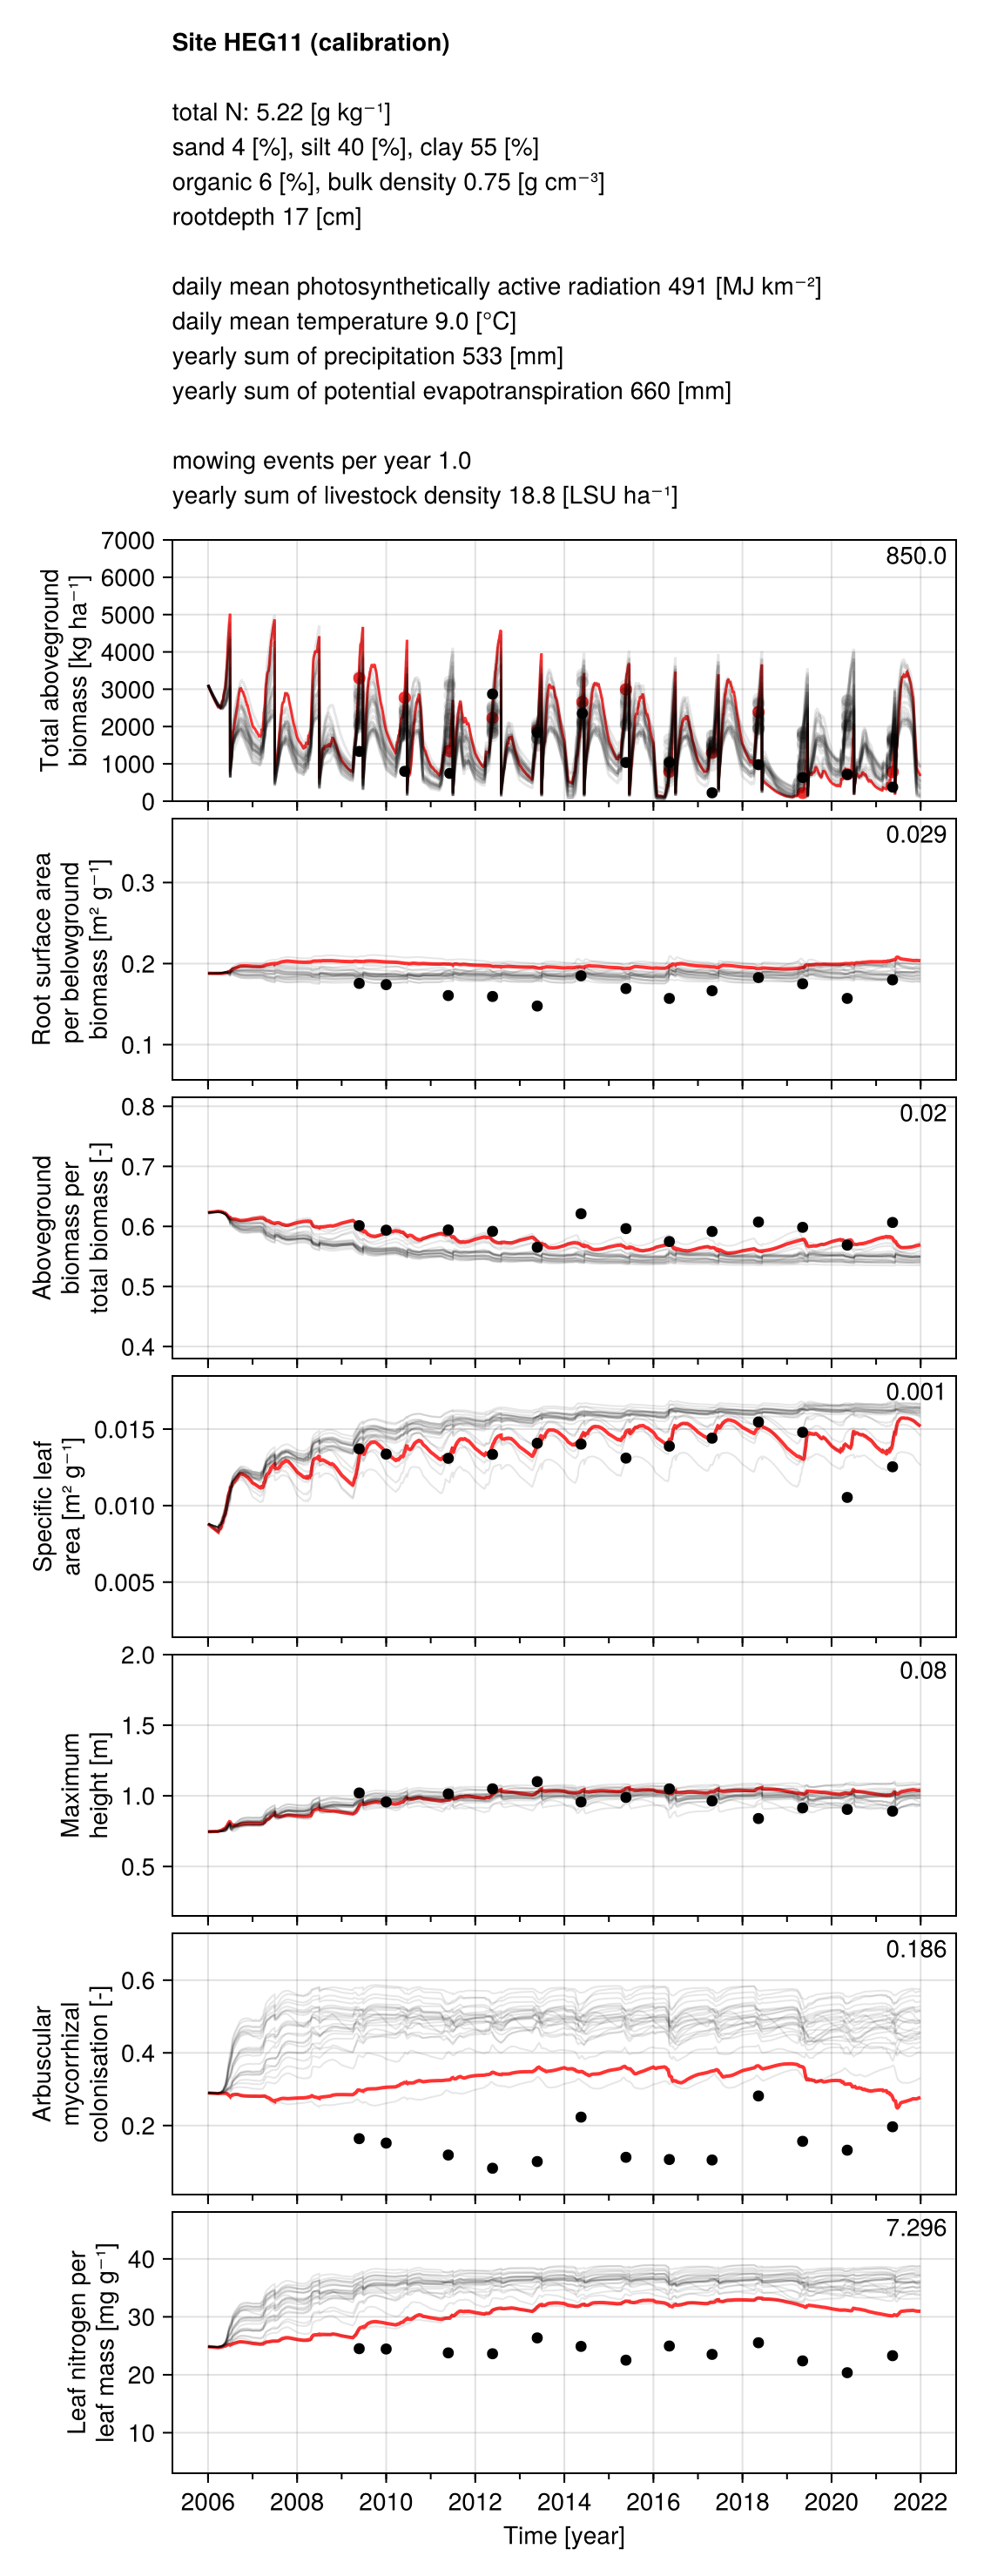 Site HEG11 (calibration)
total N: 5.22 [g kg⁻¹]
sand 4 [%], silt 40 [%], clay 55 [%]
organic 6 [%], bulk density 0.75 [g cm⁻³]
rootdepth 17 [cm]
daily mean photosynthetically active radiation 491 [MJ km⁻²]
daily mean temperature 9.0 [°C]
yearly sum of precipitation 533 [mm]
yearly sum of potential evapotranspiration 660 [mm]
mowing events per year 1.0
yearly sum of livestock density 18.8 [LSU ha⁻¹]
Total aboveground
biomass [kg ha⁻¹]
7000
6000
5000
4000
3000
2000
1000
0
850.0
Root surface area
per belowground
biomass [m² g⁻¹]
0.3
0.2
0.1
0.029
Aboveground
biomass per
total biomass [-]
0.8
0.7
0.6
0.5
0.4
0.02
Specific leaf
area [m² g⁻¹]
0.015
0.010
0.005
0.001
Maximum
height [m]
2.0
1.5
1.0
0.5
0.08
Arbuscular
mycorrhizal
colonisation [-]
0.6
0.4
0.2
0.186
Leaf nitrogen per
leaf mass [mg g⁻¹]
40
30
20
10
7.296
2006 2008 2010 2012 2014 2016 2018 2020 2022
Time [year]